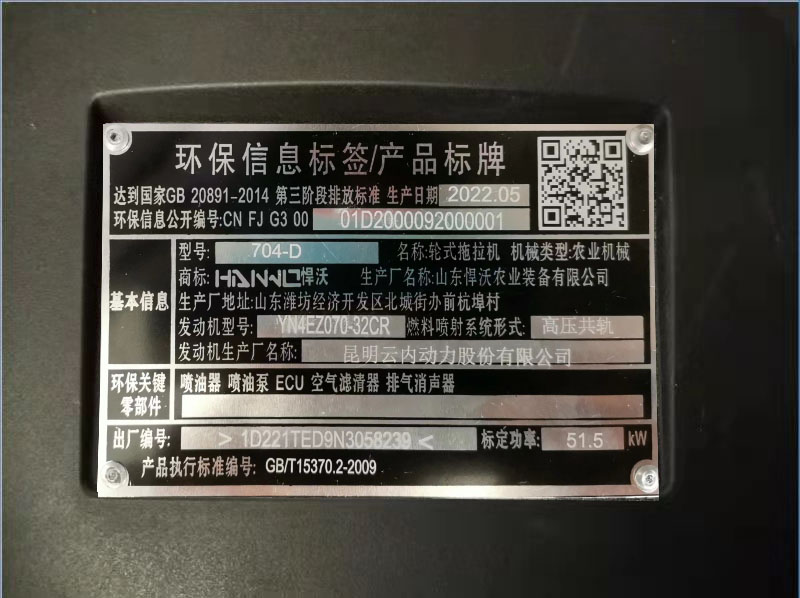 环保信息标签/产品标牌
达到国家GB 20891-2014 第三阶段排放标准 生产日期 2022.05
环保信息公开编号:CN FJ G3 00 01D2000092000001
基本信息
型号: 704-D 名称:轮式拖拉机 机械类型:农业机械
商标: HANWO悍沃 生产厂名称:山东悍沃农业装备有限公司
生产厂地址:山东潍坊经济开发区北城街办前杭埠村
发动机型号: YN4EZ070-32CR 燃料喷射系统形式: 高压共轨
发动机生产厂名称: 昆明云内动力股份有限公司
环保关键零部件
喷油器 喷油泵 ECU 空气滤清器 排气消声器
出厂编号: > 1D221TED9N3058239 < 标定功率: 51.5 kW
产品执行标准编号: GB/T15370.2-2009